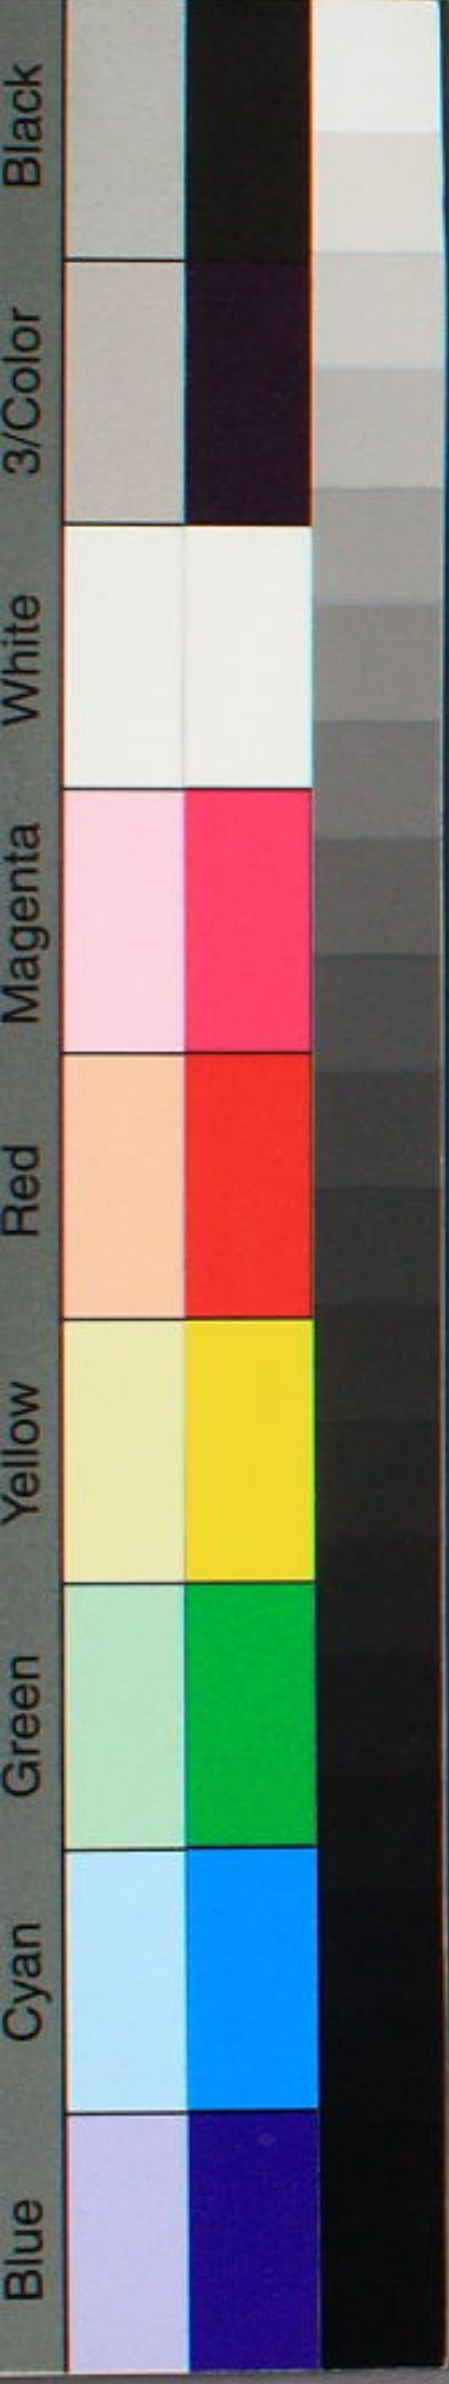 Black
3/Color
White
Magenta
Red
Yellow
Green
Cyan
Blue